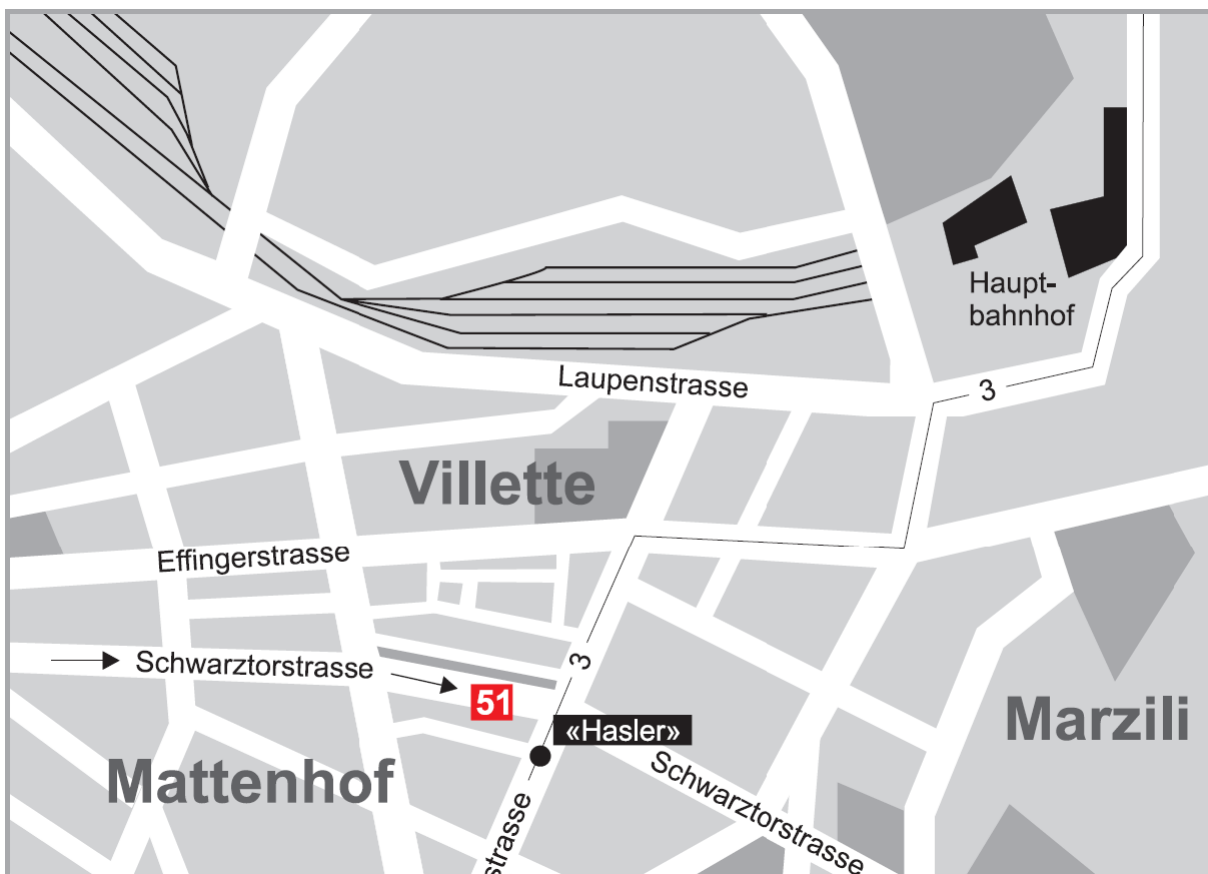 Haupt-
bahnhof
Laupenstrasse
3
Villette
Effingerstrasse
3
Schwarztorstrasse
51
Marzili
«Hasler»
Mattenhof
Schwarztorstrasse
strasse